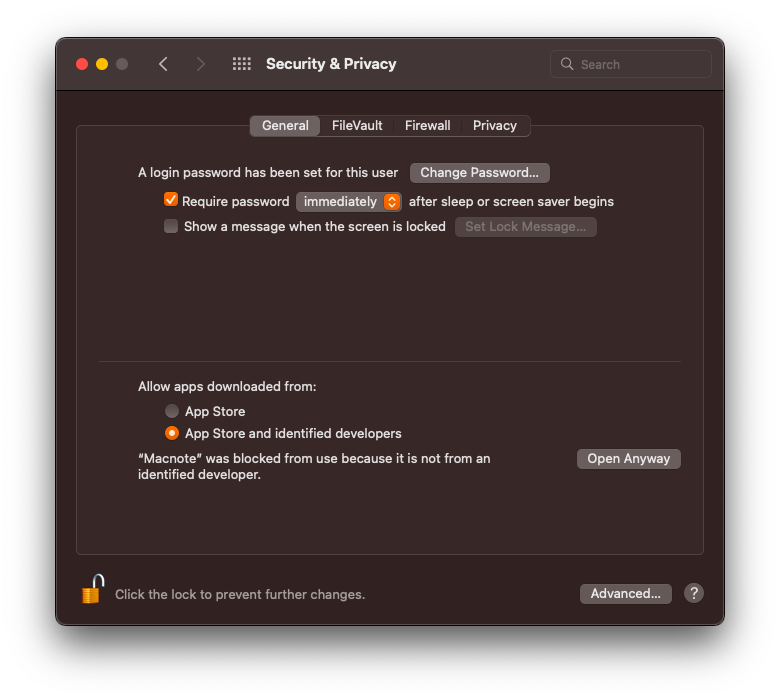 Security & Privacy
Search
General FileVault Firewall Privacy
A login password has been set for this user Change Password...
Require password immediately after sleep or screen saver begins
Show a message when the screen is locked Set Lock Message...
Allow apps downloaded from:
App Store
App Store and identified developers
“Macnote” was blocked from use because it is not from an
identified developer.
Open Anyway
Click the lock to prevent further changes.
Advanced...
?